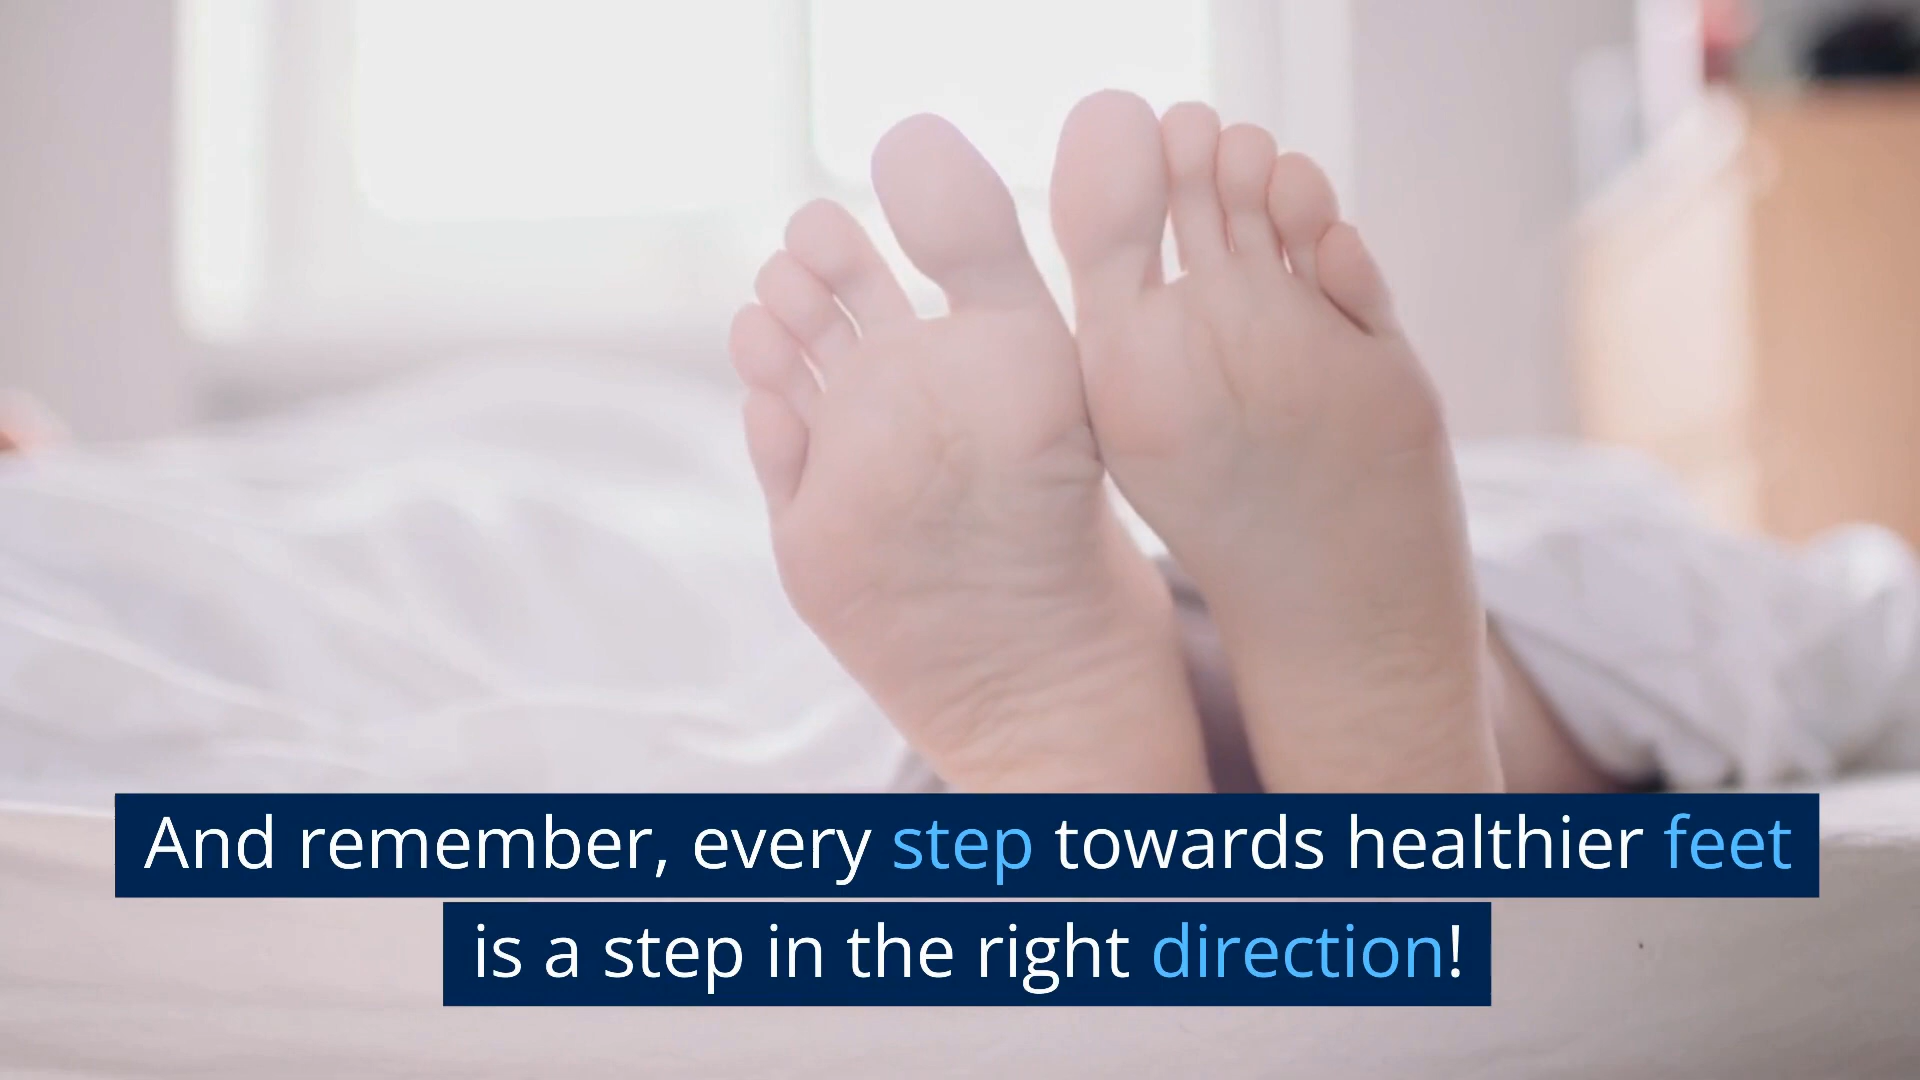 And remember, every step towards healthier feet
is a step in the right direction!